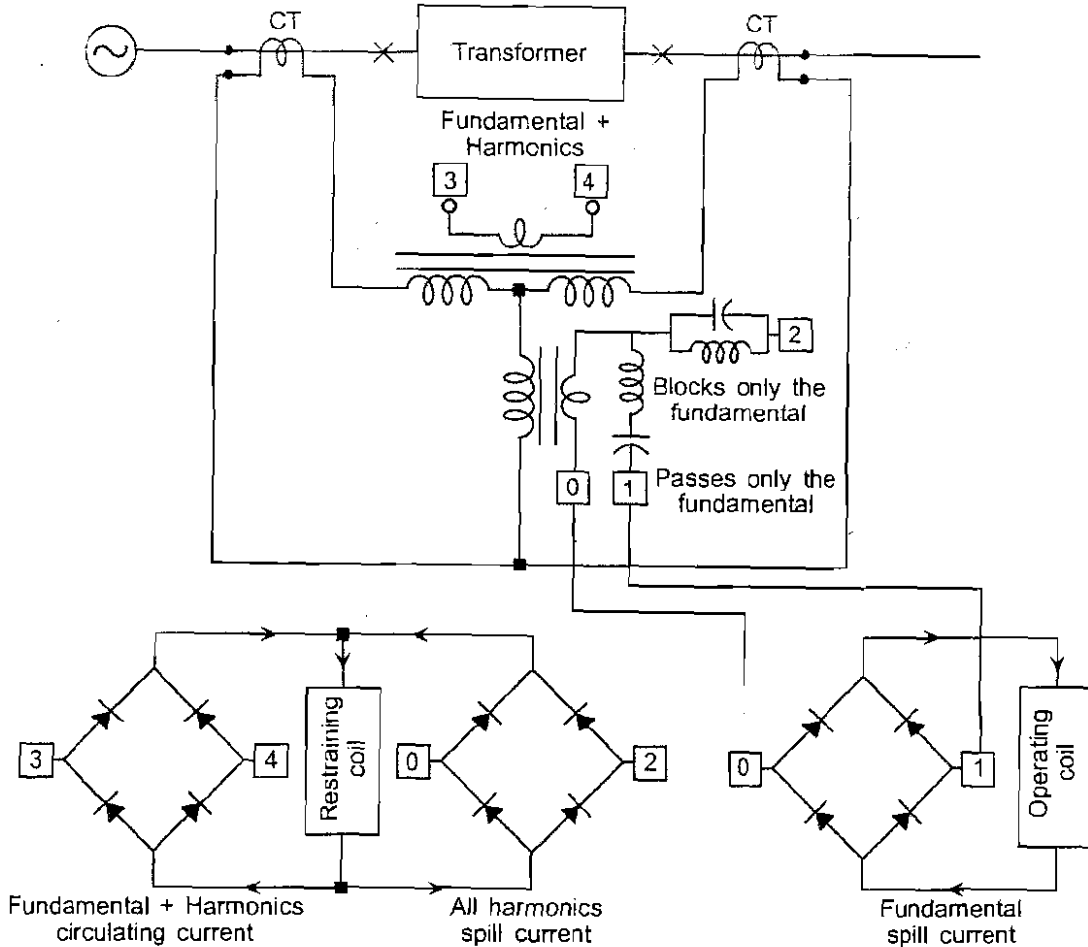 CT
CT
Transformer
Fundamental +
Harmonics
3
4
2
Blocks only the
fundamental
0
1
Passes only the
fundamental
3
4
Restraining
coil
0
2
0
1
Operating
coil
Fundamental + Harmonics
circulating current
All harmonics
spill current
Fundamental
spill current